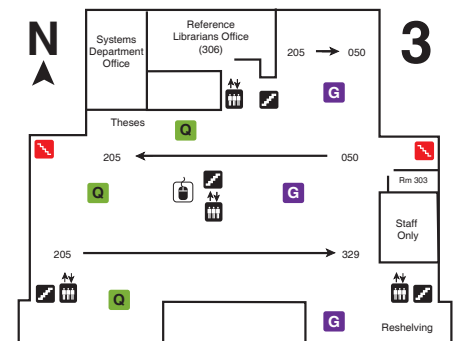 N
Systems
Department
Office
Reference
Librarians Office
(306)
205
050
3
G
Theses
Q
205
050
Rm 303
Q
G
Staff
Only
205
329
Q
G
Reshelving